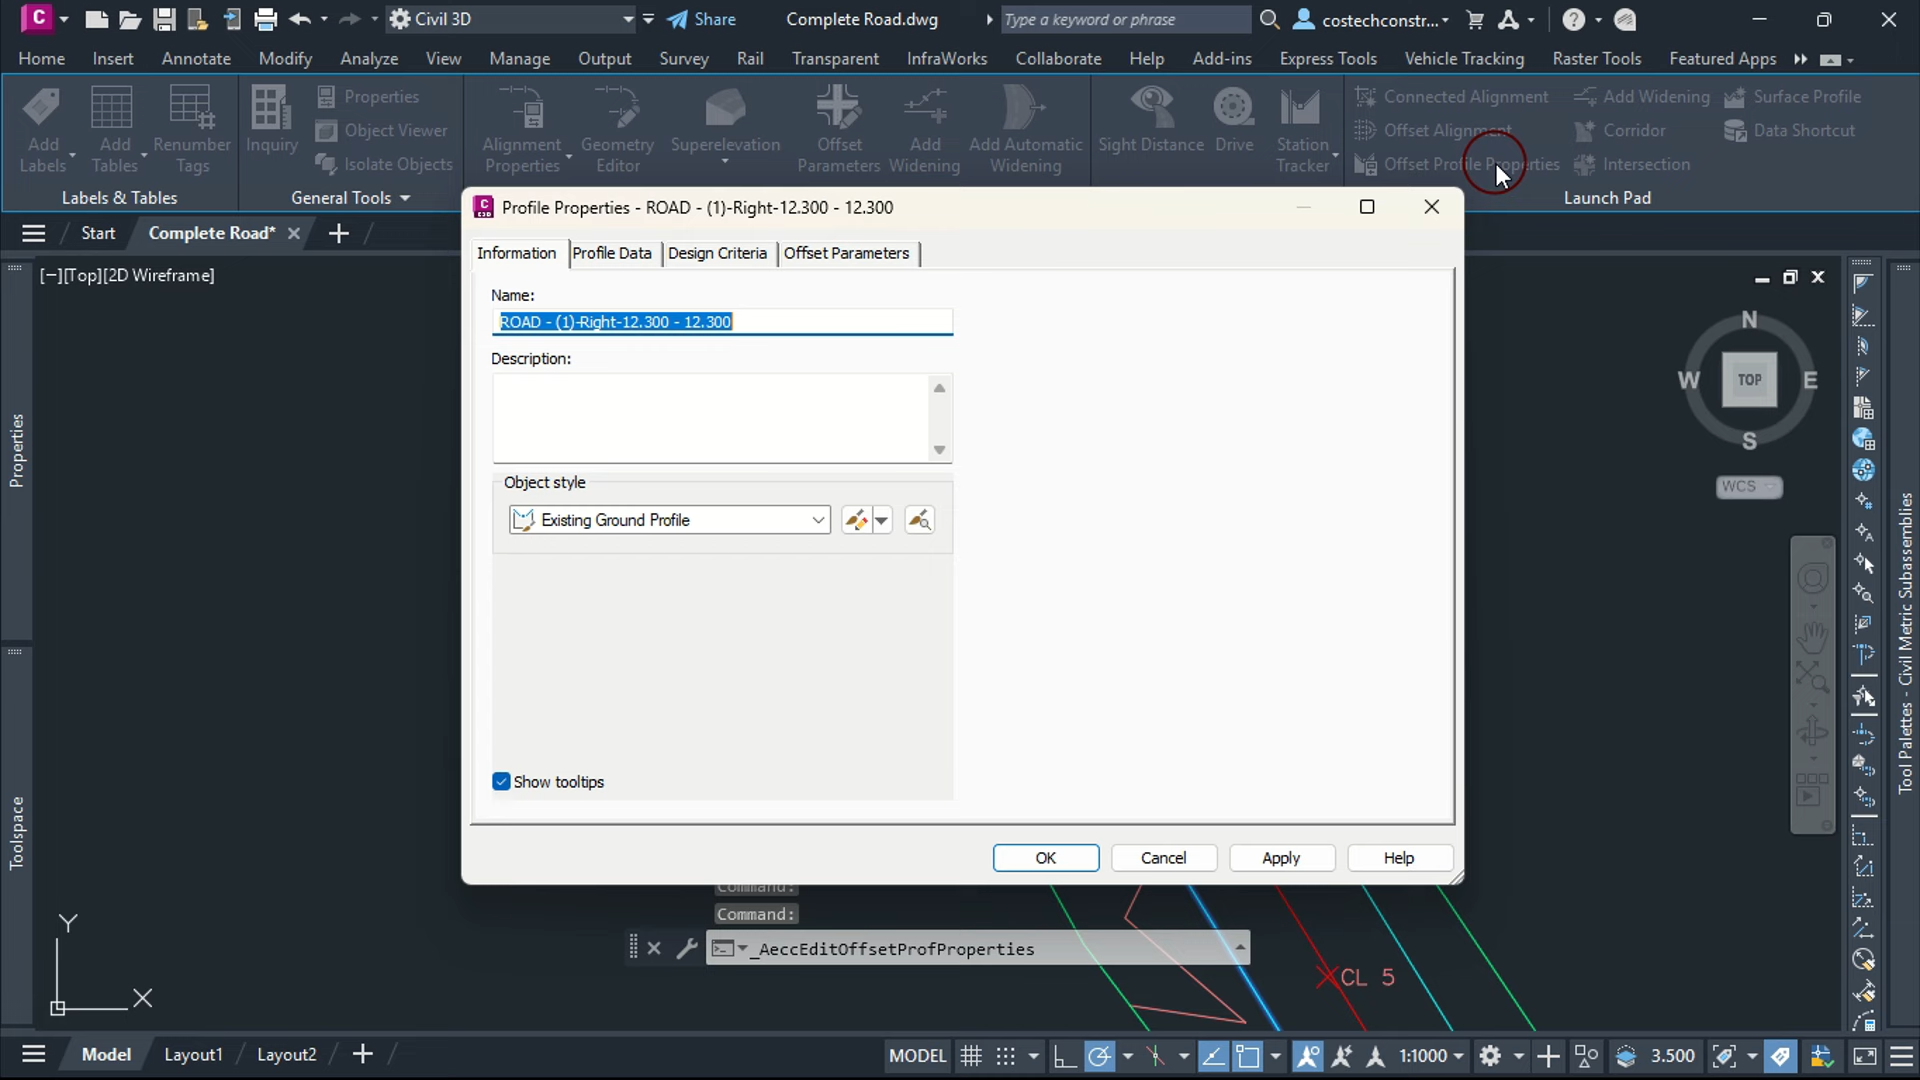 C Civil 3D Share Complete Road.dwg Type a keyword or phrase costechconstr...
Home Insert Annotate Modify Analyze View Manage Output Survey Rail Transparent InfraWorks Collaborate Help Add-ins Express Tools Vehicle Tracking Raster Tools Featured Apps
Properties Connected Alignment Add Widening Surface Profile
Object Viewer Offset Alignment Corridor Data Shortcut
Add Add Renumber Inquiry Alignment Geometry Superelevation Offset Add Add Automatic Sight Distance Drive Station
Labels Tables Tags Isolate Objects Properties Editor Parameters Widening Widening Tracker Offset Profile Properties Intersection
Labels & Tables General Tools Launch Pad
C3D Profile Properties - ROAD - (1)-Right-12.300 - 12.300
Start Complete Road*
Information Profile Data Design Criteria Offset Parameters
[−][Top][2D Wireframe]
Name:
ROAD - (1)-Right-12.300 - 12.300
Description:
Object style
Existing Ground Profile
Show tooltips
OK Cancel Apply Help
N
W TOP E
S
WCS
Properties
Toolspace
Tool Palettes - Civil Metric Subassemblies
Command:
Command:
_AeccEditOffsetProfProperties
CL 5
Y
X
Model Layout1 Layout2 MODEL 1:1000 3.500